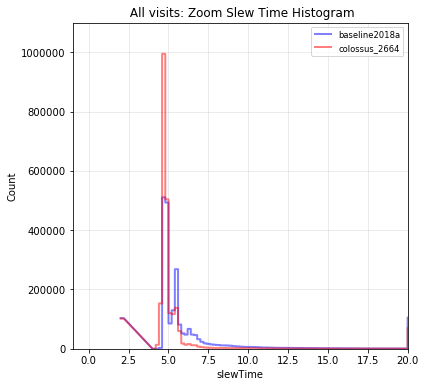 All visits: Zoom Slew Time Histogram
baseline2018a
colossus_2664
1000000
800000
600000
400000
200000
0
Count
0.0 2.5 5.0 7.5 10.0 12.5 15.0 17.5 20.0
slewTime